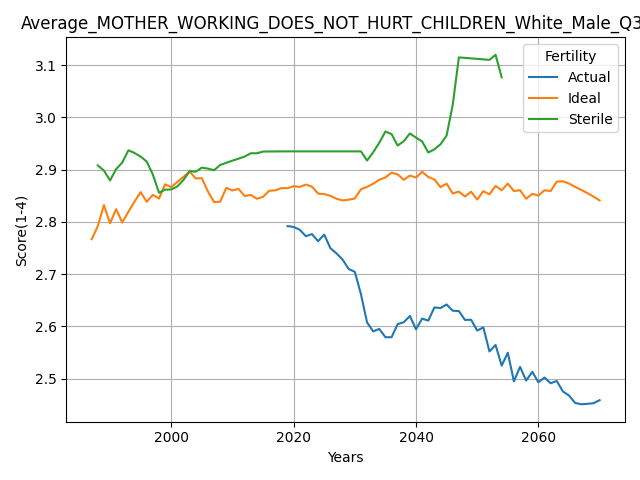 Average_MOTHER_WORKING_DOES_NOT_HURT_CHILDREN_White_Male_Q3
Fertility
Actual
Ideal
Sterile
Score(1-4)
3.1
3.0
2.9
2.8
2.7
2.6
2.5
2000
2020
2040
2060
Years